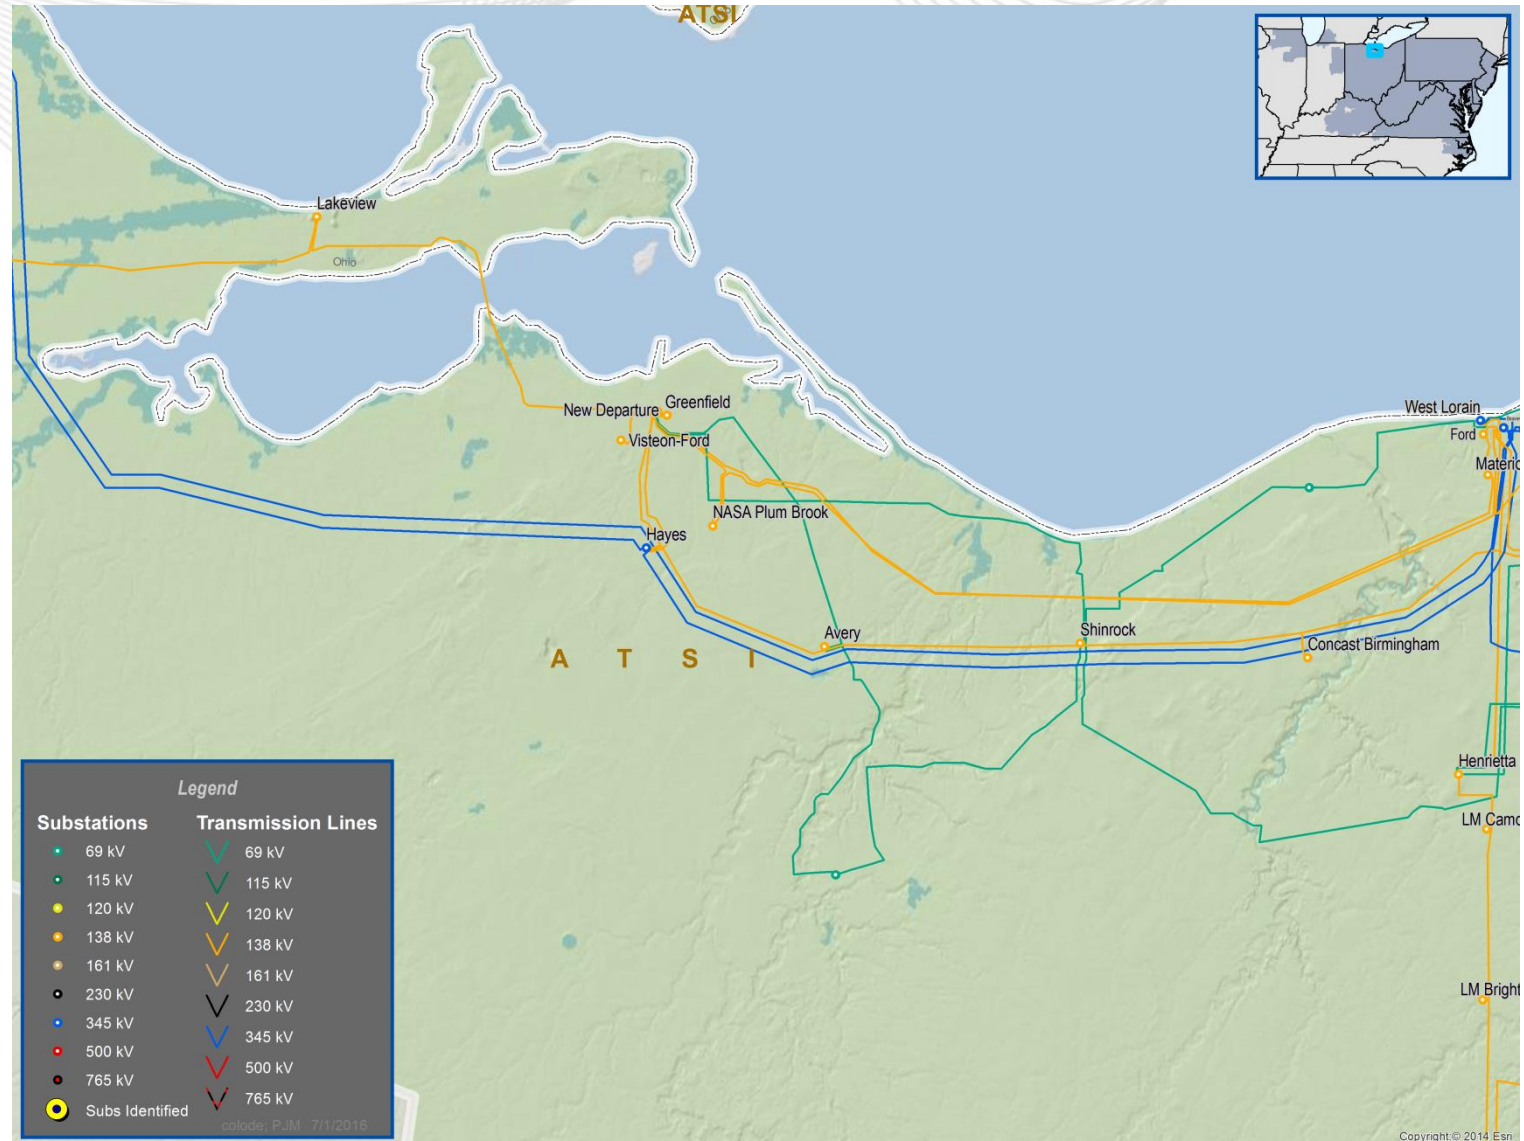 ATSI
Lakeview
Ohio
New Departure
Greenfield
Visteon-Ford
West Lorain
Ford
NASA Plum Brook
Hayes
Avery
Shinrock
Concast Birmingham
A T S I
Henrietta
LM Bright
Legend
Substations
Transmission Lines
69 kV
69 kV
115 kV
115 kV
120 kV
120 kV
138 kV
138 kV
161 kV
161 kV
230 kV
230 kV
345 kV
345 kV
500 kV
500 kV
765 kV
765 kV
Subs Identified
colode; PJM 7/1/2016
Copyright:© 2014 Esri